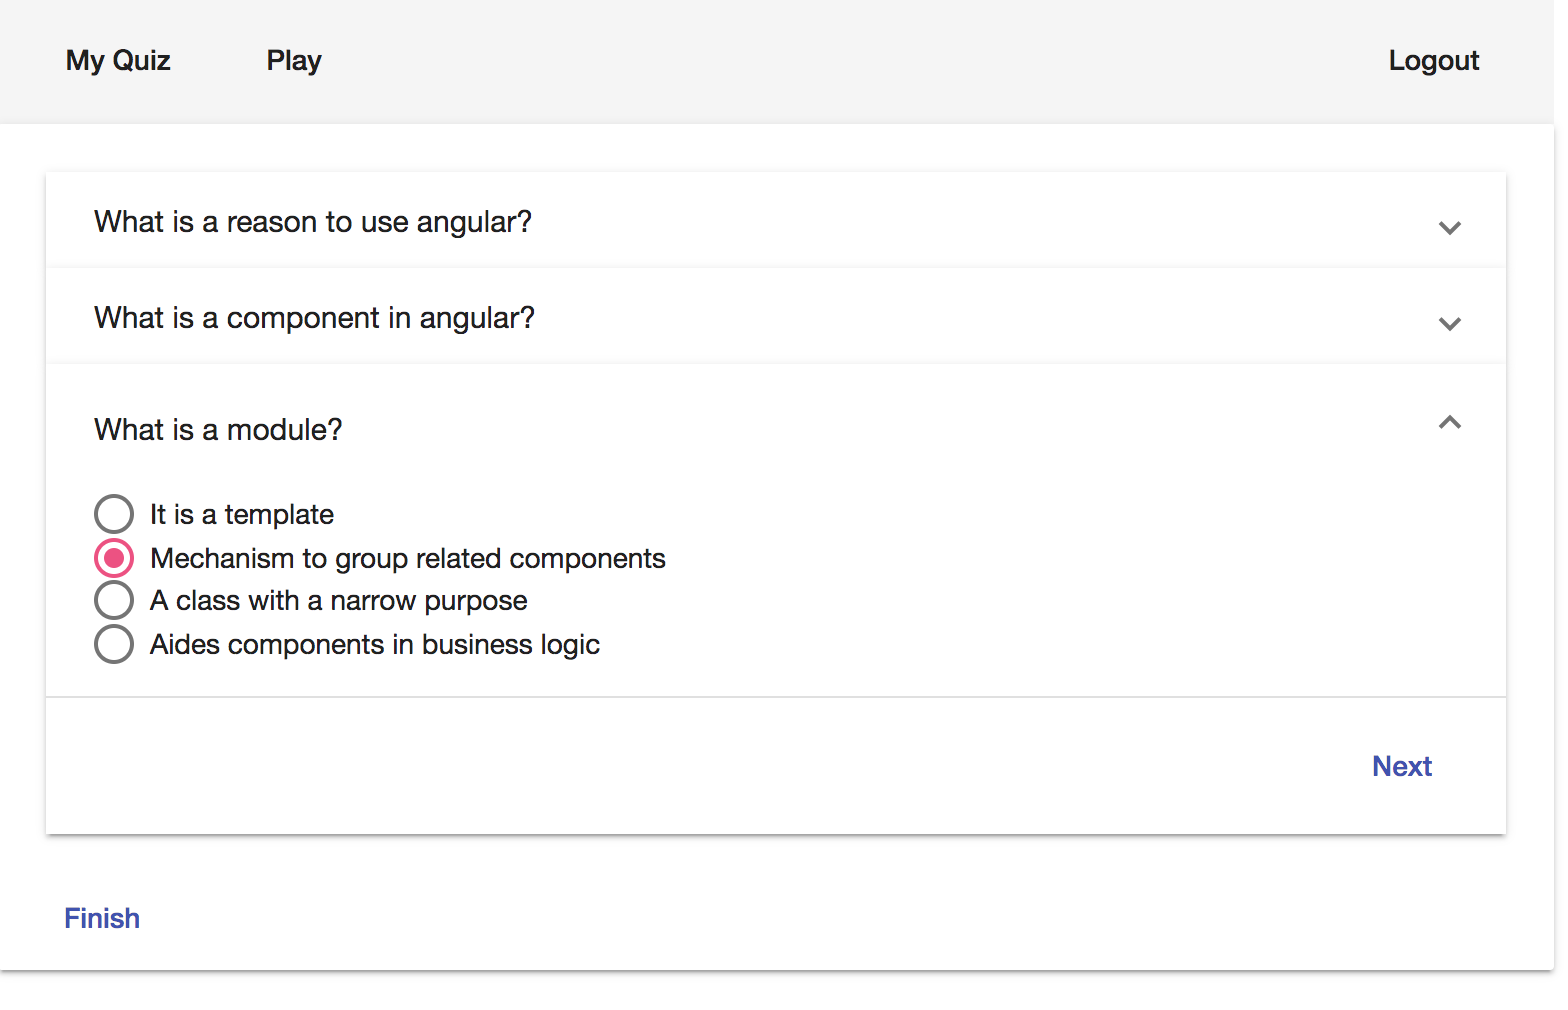 My Quiz Play Logout
What is a reason to use angular?
What is a component in angular?
What is a module?
It is a template
Mechanism to group related components
A class with a narrow purpose
Aides components in business logic
Next
Finish